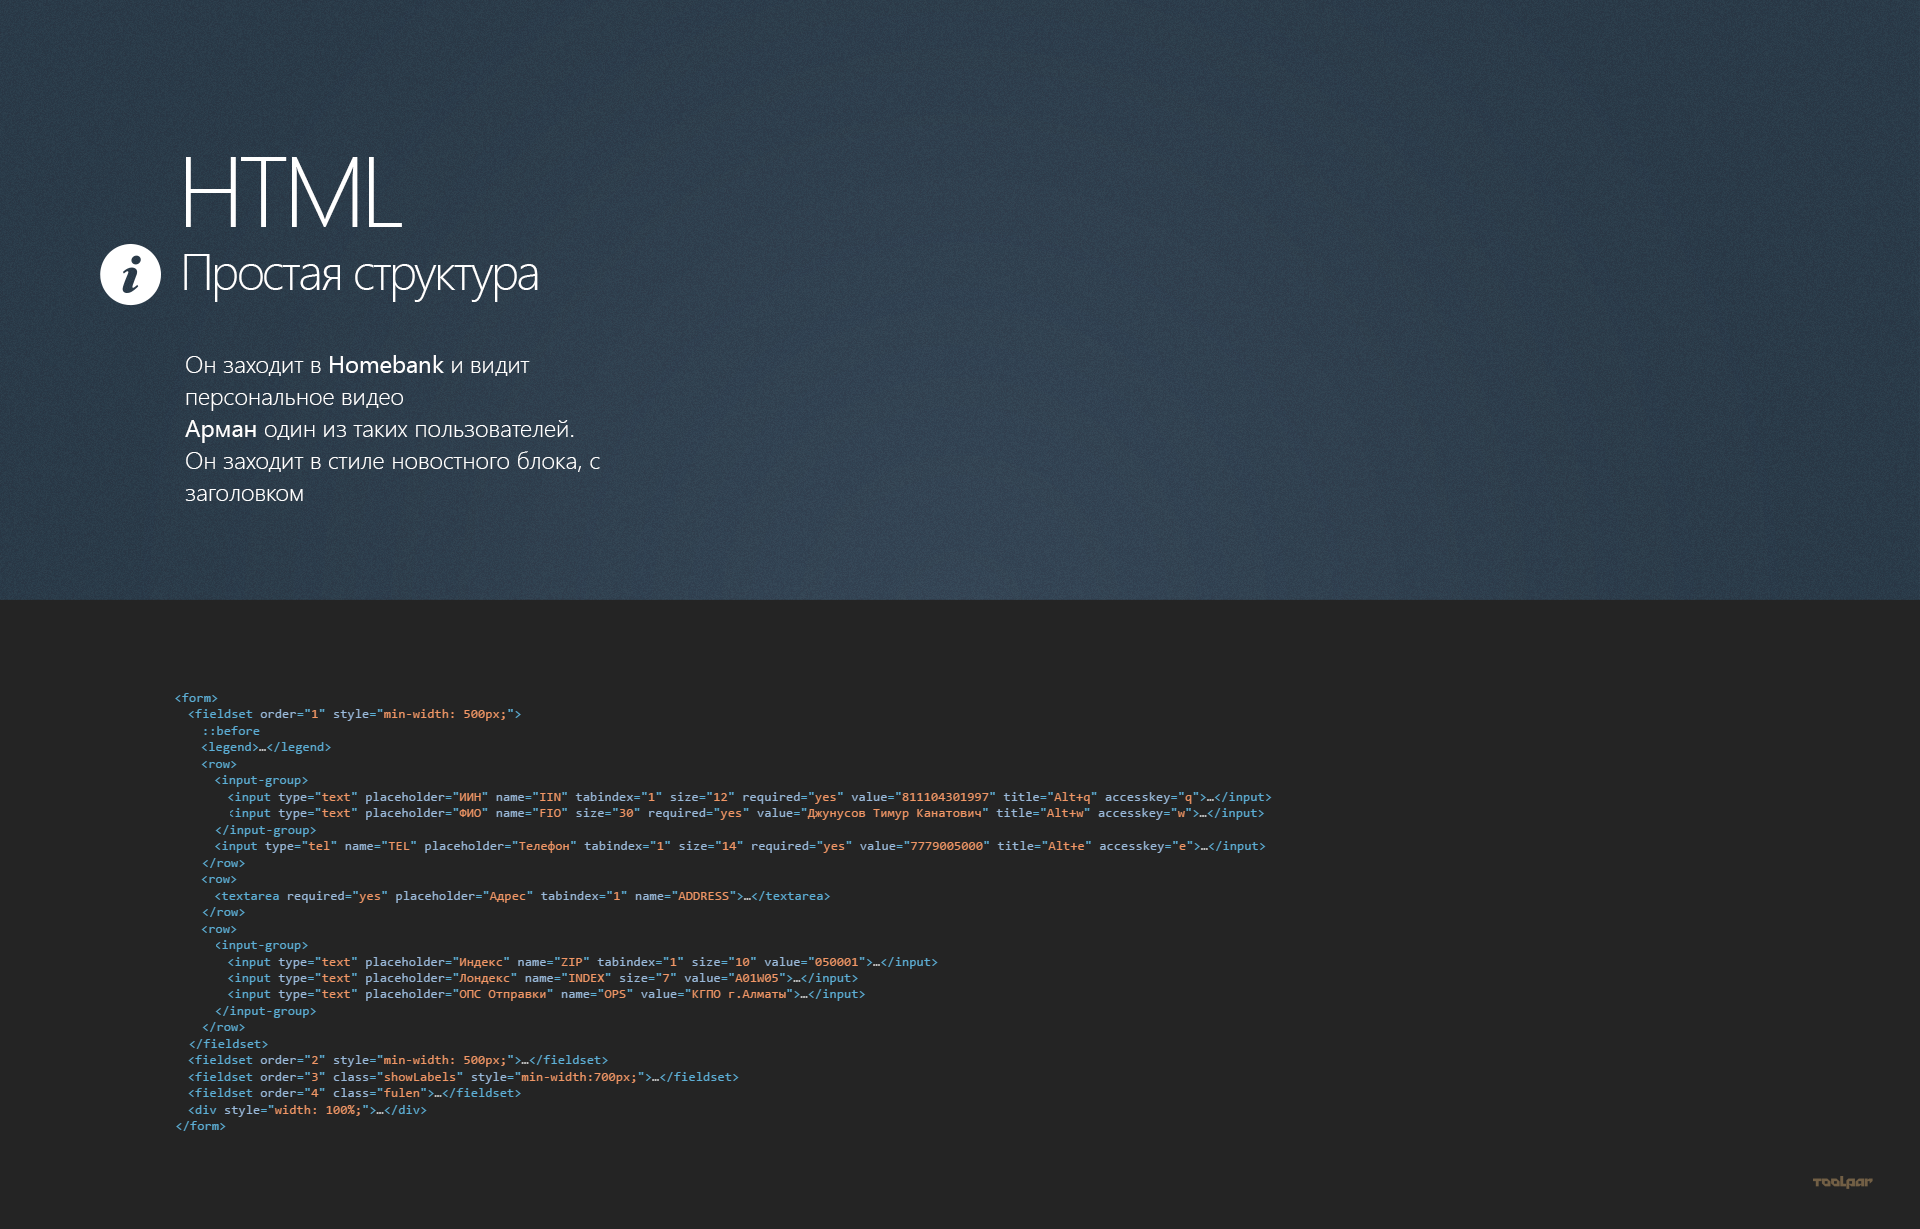 HTML
Простая структура
Он заходит в Homebank и видит
персональное видео
Арман один из таких пользователей.
Он заходит в стиле новостного блока, с
заголовком
<form>
<fieldset order="1" style="min-width: 500px;">
::before
<legend>…</legend>
<row>
<input-group>
<input type="text" placeholder="ИИН" name="IIN" tabindex="1" size="12" required="yes" value="811104301997" title="Alt+q" accesskey="q">…</input>
<input type="text" placeholder="ФИО" name="FIO" size="30" required="yes" value="Джунусов Тимур Канатович" title="Alt+w" accesskey="w">…</input>
</input-group>
<input type="tel" name="TEL" placeholder="Телефон" tabindex="1" size="14" required="yes" value="7779005000" title="Alt+e" accesskey="e">…</input>
</row>
<row>
<textarea required="yes" placeholder="Адрес" tabindex="1" name="ADDRESS">…</textarea>
</row>
<row>
<input-group>
<input type="text" placeholder="Индекс" name="ZIP" tabindex="1" size="10" value="050001">…</input>
<input type="text" placeholder="Лондекс" name="INDEX" size="7" value="A01W05">…</input>
<input type="text" placeholder="ОПС Отправки" name="OPS" value="КГПО г.Алматы">…</input>
</input-group>
</row>
</fieldset>
<fieldset order="2" style="min-width: 500px;">…</fieldset>
<fieldset order="3" class="showLabels" style="min-width:700px;">…</fieldset>
<fieldset order="4" class="fulen">…</fieldset>
<div style="width: 100%;">…</div>
</form>
Toolpar